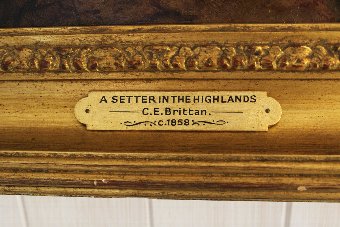 A SETTER IN THE HIGHLANDS
C.E. Brittan.
C.1858